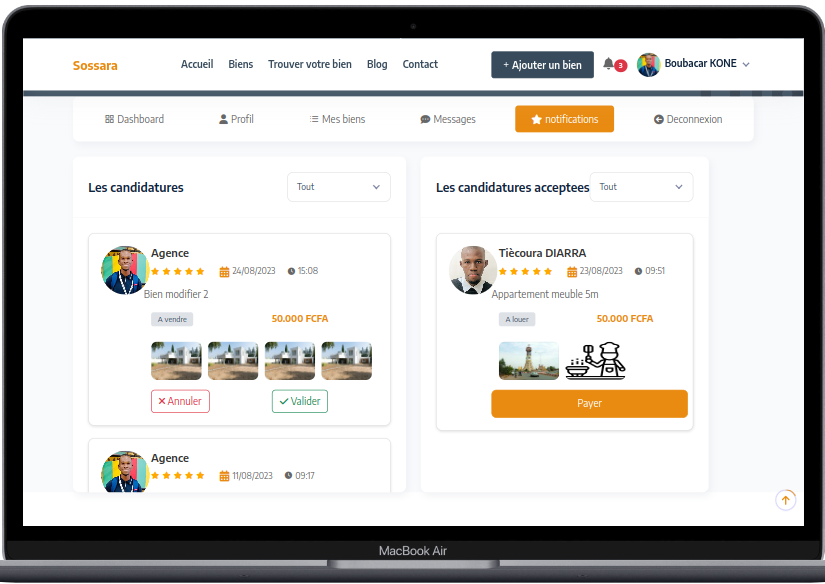 Sossara
Accueil Biens Trouver votre bien Blog Contact + Ajouter un bien 3 Boubacar KONE
Dashboard Profil Mes biens Messages notifications Deconnexion
Les candidatures Tout
Agence
24/08/2023 15:08
Bien modifier 2
A vendre 50.000 FCFA
Annuler Valider
Agence
11/08/2023 09:17
Les candidatures acceptees Tout
Tiècoura DIARRA
23/08/2023 09:51
Appartement meuble 5m
A louer 50.000 FCFA
Payer
MacBook Air